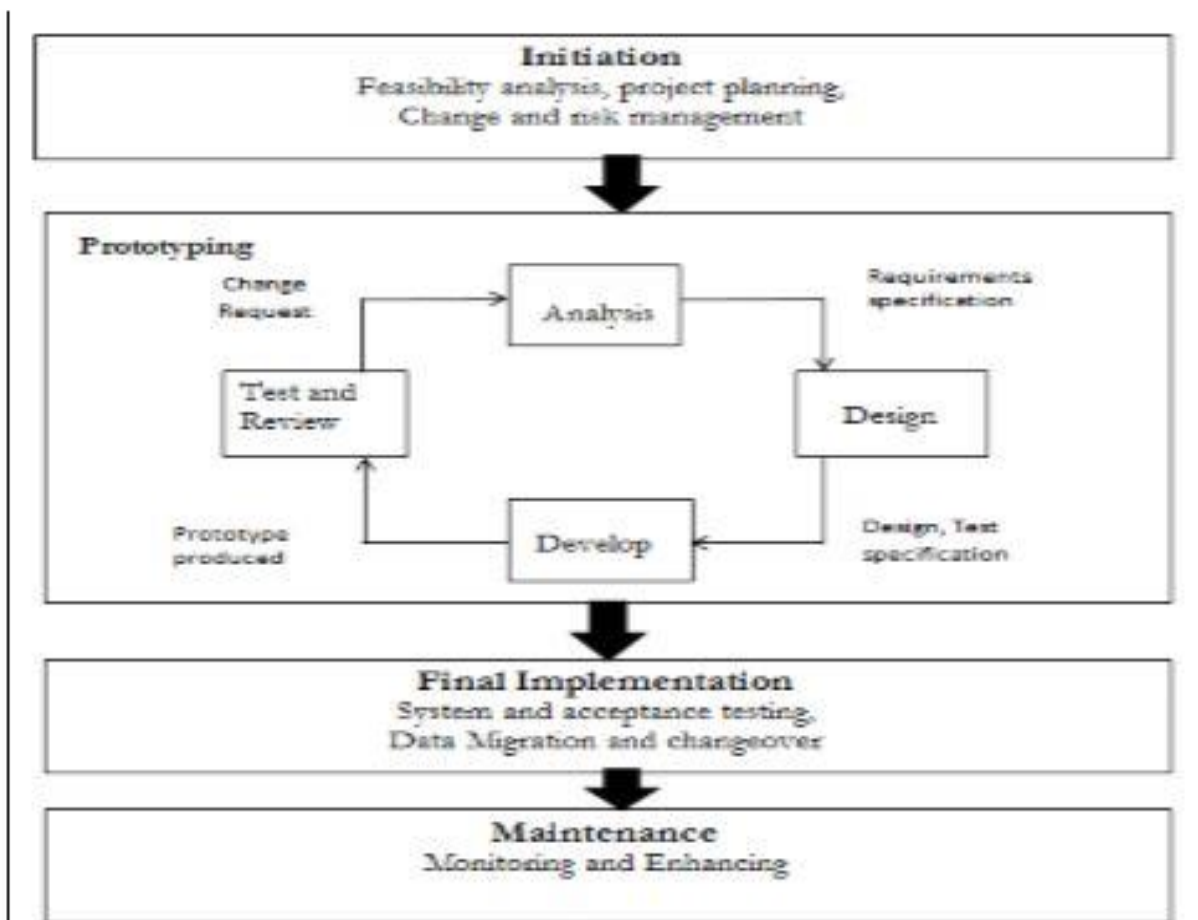 Initiation
Feasibility analysis, project planning,
Change and risk management
Prototyping
Change
Request
Analysis
Requirements
specification
Test and
Review
Design
Prototype
produced
Develop
Design, Test
specification
Final Implementation
System and acceptance testing,
Data Migration and changeover
Maintenance
Monitoring and Enhancing